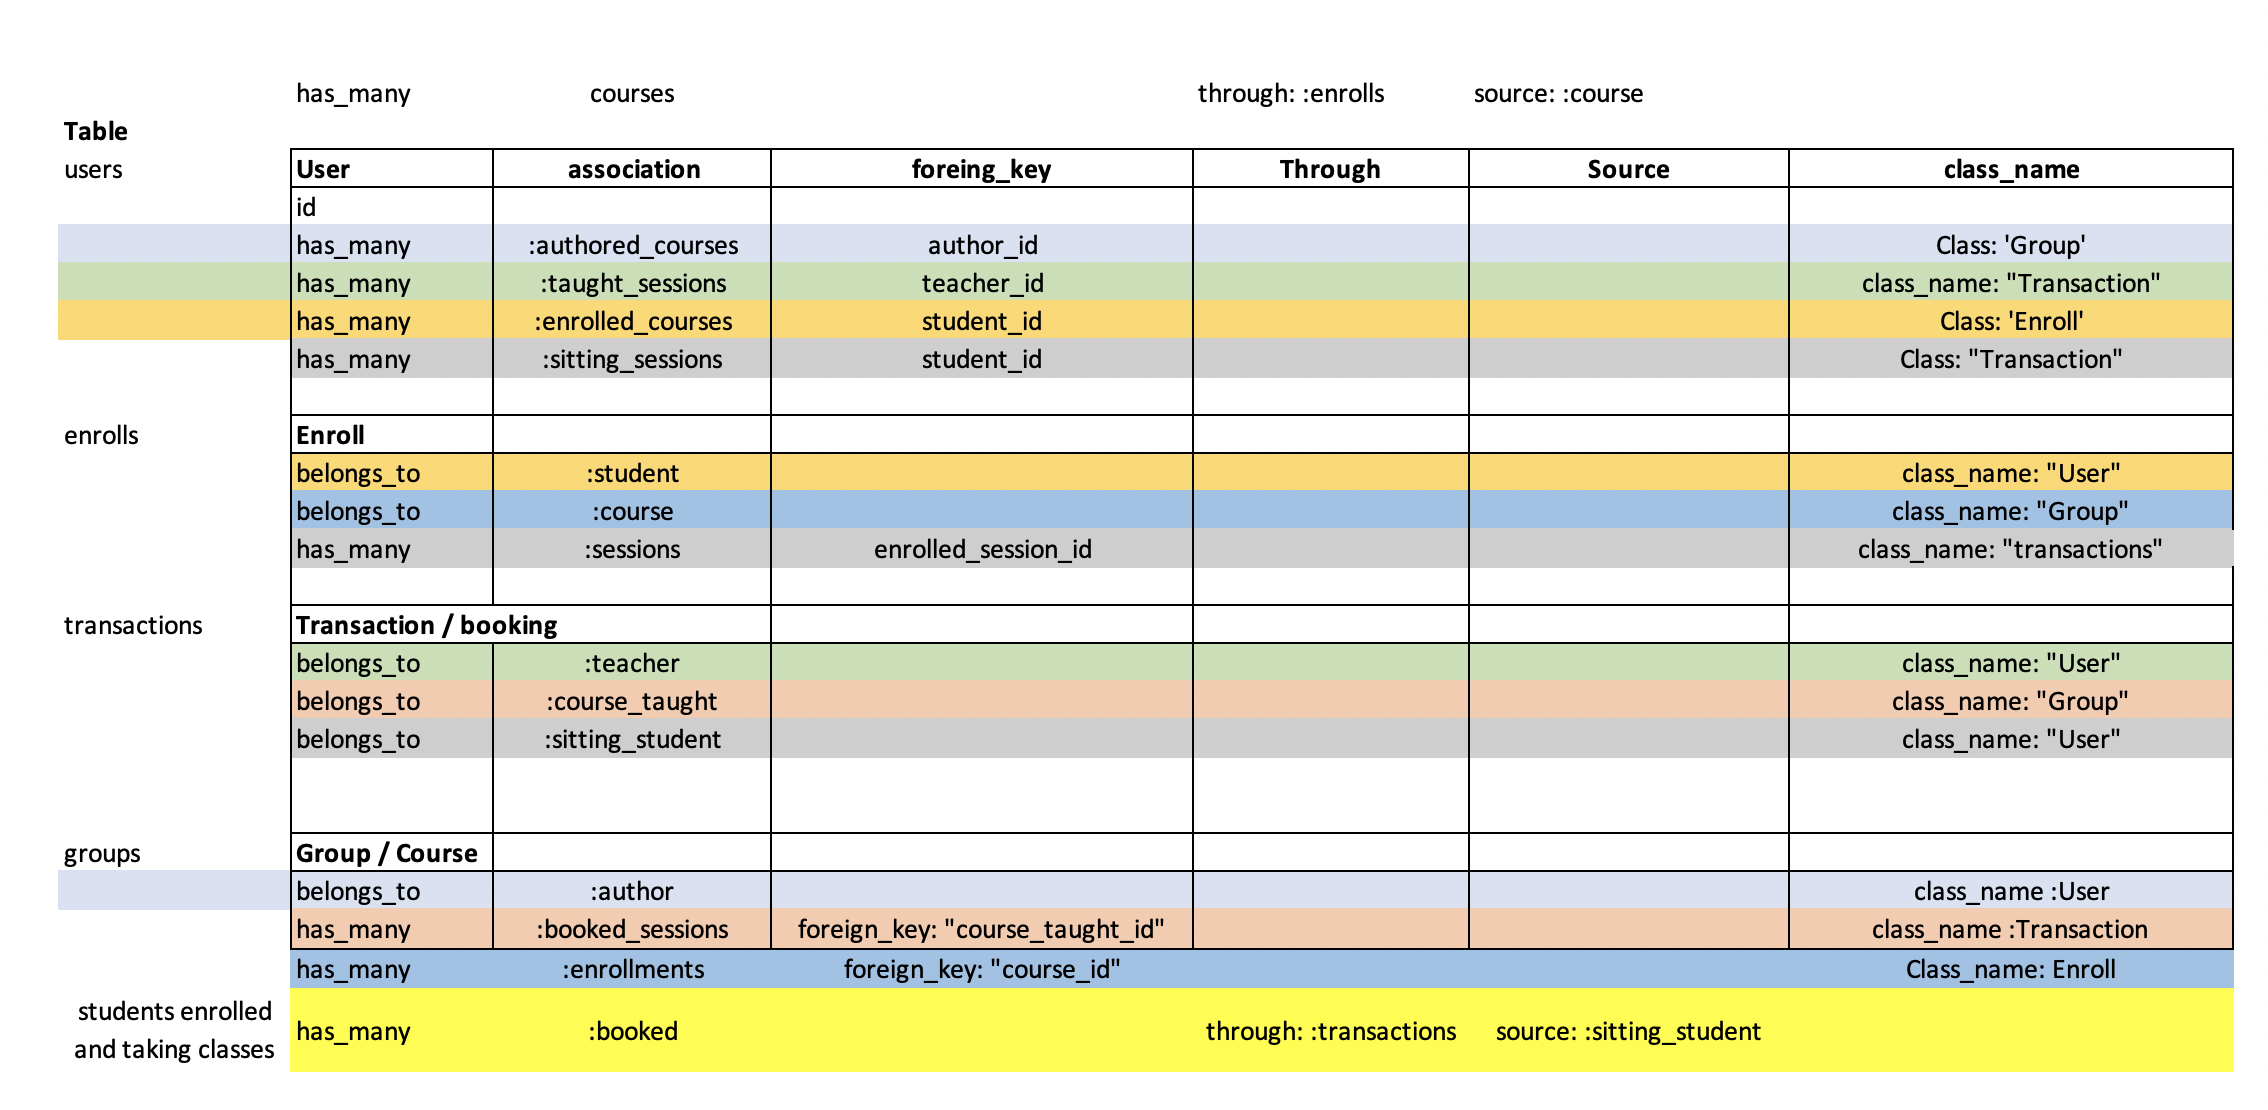 has_many courses through: :enrolls source: :course
Table
users User association foreing_key Through Source class_name
id
has_many :authored_courses author_id Class: 'Group'
has_many :taught_sessions teacher_id class_name: "Transaction"
has_many :enrolled_courses student_id Class: 'Enroll'
has_many :sitting_sessions student_id Class: "Transaction"
enrolls Enroll
belongs_to :student class_name: "User"
belongs_to :course class_name: "Group"
has_many :sessions enrolled_session_id class_name: "transactions"
transactions Transaction / booking
belongs_to :teacher class_name: "User"
belongs_to :course_taught class_name: "Group"
belongs_to :sitting_student class_name: "User"
groups Group / Course
belongs_to :author class_name :User
has_many :booked_sessions foreign_key: "course_taught_id" class_name :Transaction
has_many :enrollments foreign_key: "course_id" Class_name: Enroll
students enrolled
and taking classes
has_many :booked through: :transactions source: :sitting_student